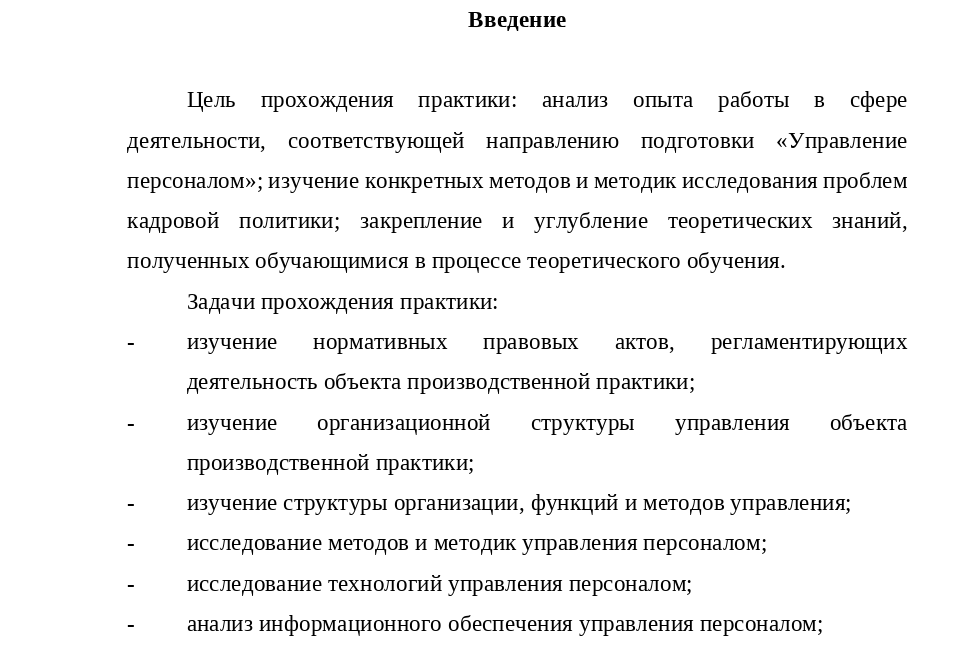 Введение
Цель прохождения практики: анализ опыта работы в сфере
деятельности, соответствующей направлению подготовки «Управление
персоналом»; изучение конкретных методов и методик исследования проблем
кадровой политики; закрепление и углубление теоретических знаний,
полученных обучающимися в процессе теоретического обучения.
Задачи прохождения практики:
- изучение нормативных правовых актов, регламентирующих
деятельность объекта производственной практики;
- изучение организационной структуры управления объекта
производственной практики;
- изучение структуры организации, функций и методов управления;
- исследование методов и методик управления персоналом;
- исследование технологий управления персоналом;
- анализ информационного обеспечения управления персоналом;